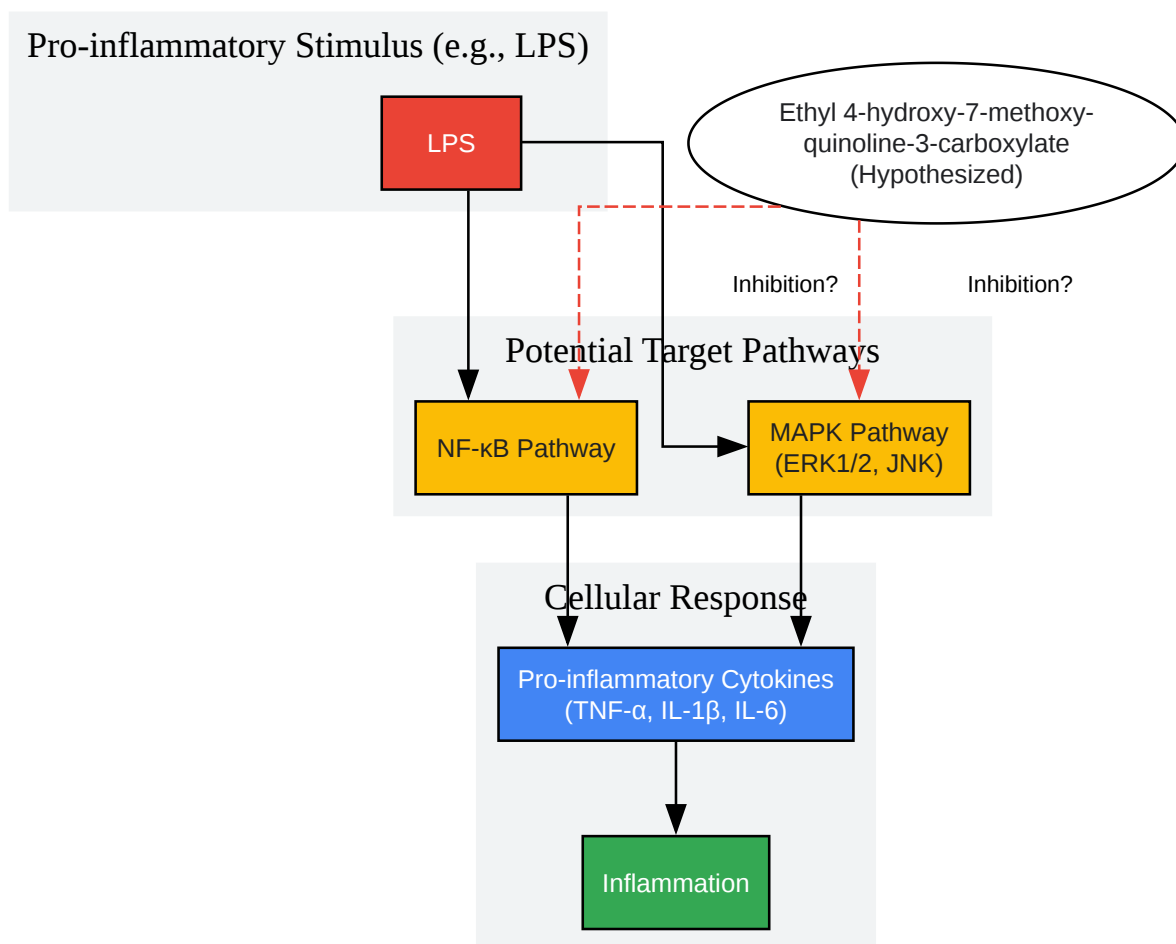 Pro-inflammatory Stimulus (e.g., LPS)
LPS
Ethyl 4-hydroxy-7-methoxy-
quinoline-3-carboxylate
(Hypothesized)
Inhibition?
Inhibition?
Potential Target Pathways
NF-κB Pathway
MAPK Pathway
(ERK1/2, JNK)
Cellular Response
Pro-inflammatory Cytokines
(TNF-α, IL-1β, IL-6)
Inflammation